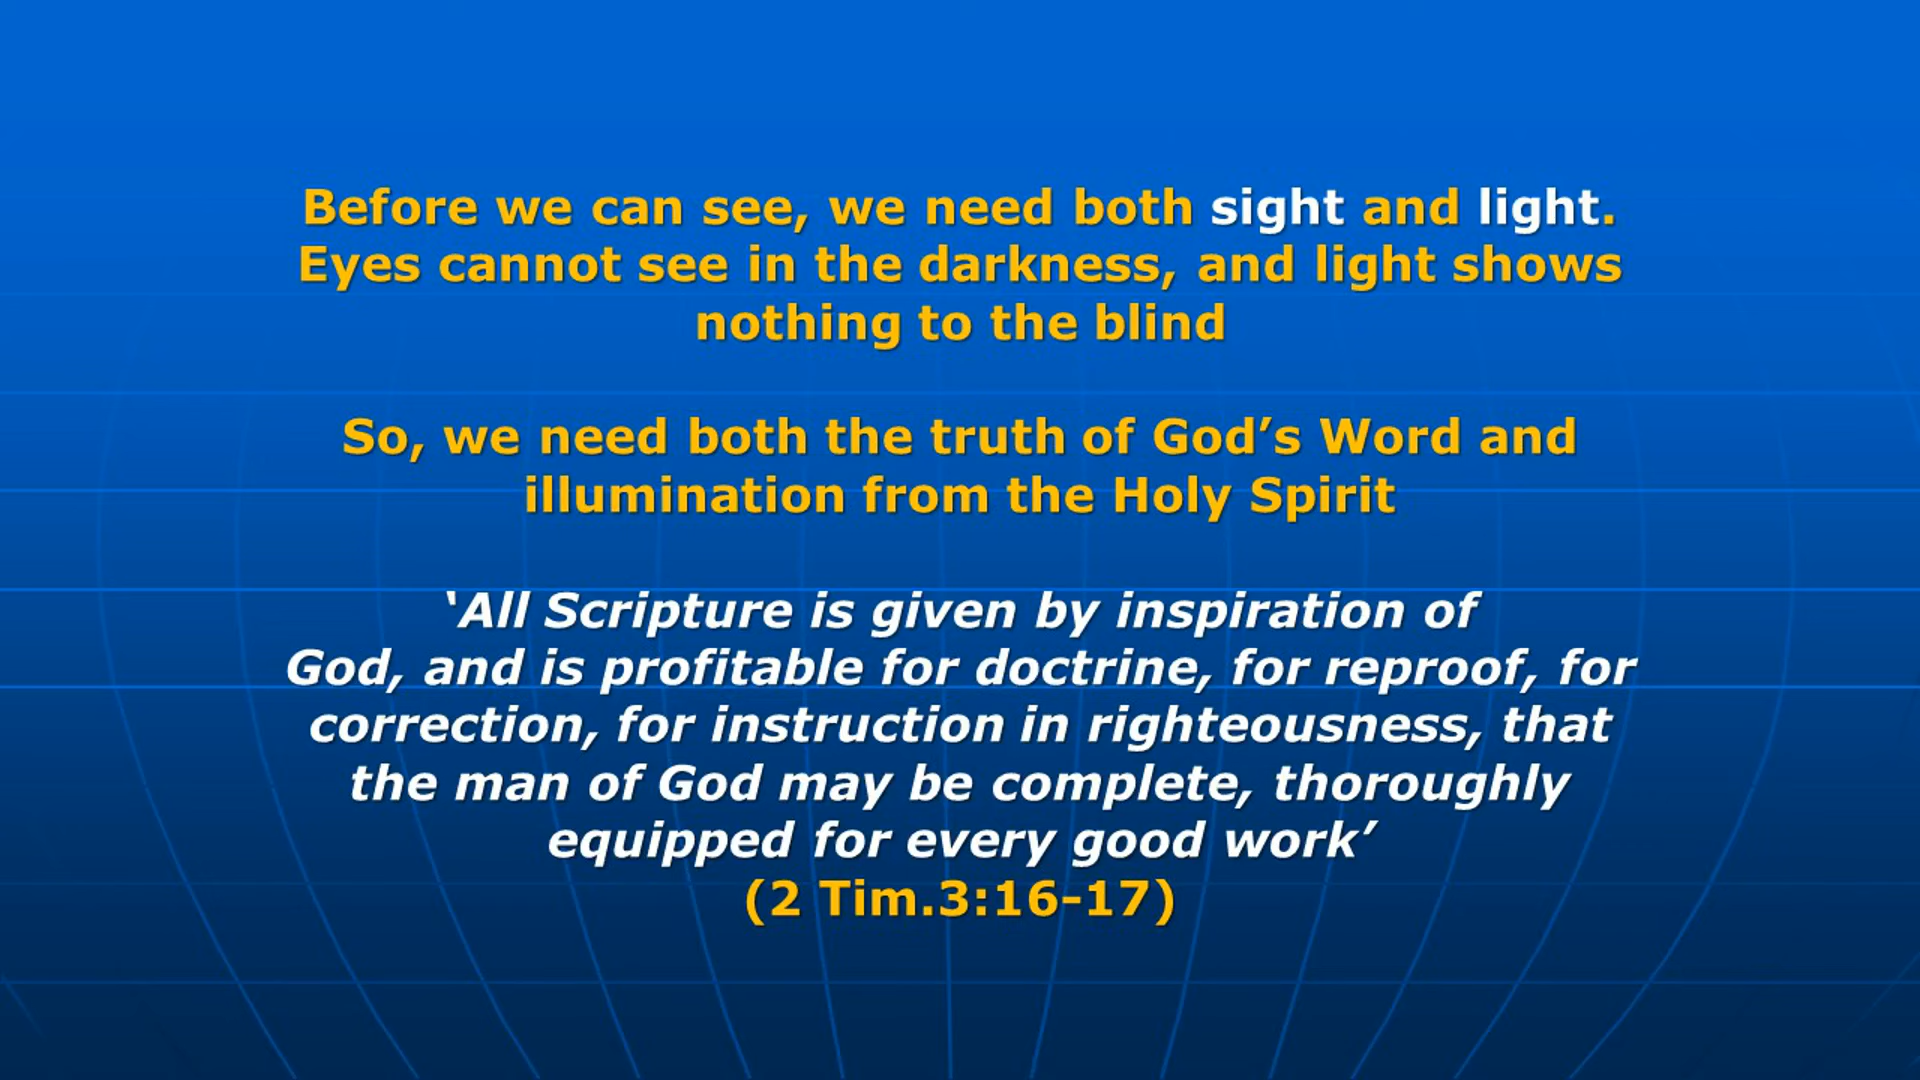 Before we can see, we need both sight and light.
Eyes cannot see in the darkness, and light shows
nothing to the blind
So, we need both the truth of God’s Word and
illumination from the Holy Spirit
‘All Scripture is given by inspiration of
God, and is profitable for doctrine, for reproof, for
correction, for instruction in righteousness, that
the man of God may be complete, thoroughly
equipped for every good work’
(2 Tim.3:16-17)